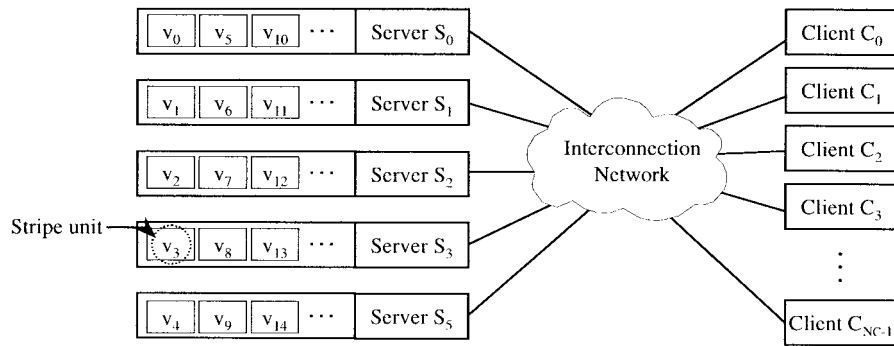 v0 v5 v10 ··· Server S0
v1 v6 v11 ··· Server S1
v2 v7 v12 ··· Server S2
Stripe unit
v3 v8 v13 ··· Server S3
v4 v9 v14 ··· Server S5
Interconnection
Network
Client C0
Client C1
Client C2
Client C3
⋮
Client CNC-1